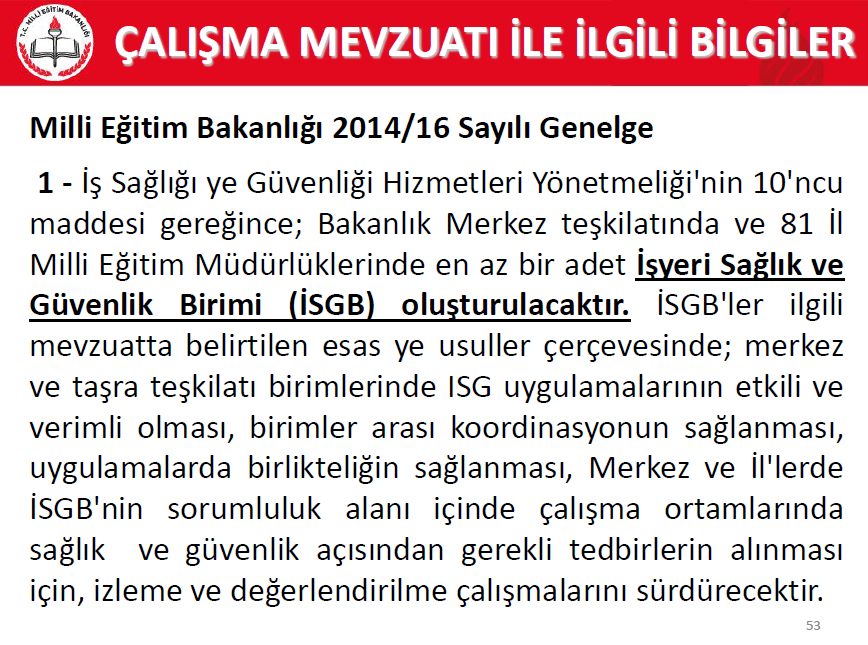 T.C. MİLLÎ EĞİTİM BAKANLIĞI
ÇALIŞMA MEVZUATI İLE İLGİLİ BİLGİLER
Milli Eğitim Bakanlığı 2014/16 Sayılı Genelge
1 - İş Sağlığı ye Güvenliği Hizmetleri Yönetmeliği'nin 10'ncu
maddesi gereğince; Bakanlık Merkez teşkilatında ve 81 İl
Milli Eğitim Müdürlüklerinde en az bir adet İşyeri Sağlık ve
Güvenlik Birimi (İSGB) oluşturulacaktır. İSGB'ler ilgili
mevzuatta belirtilen esas ye usuller çerçevesinde; merkez
ve taşra teşkilatı birimlerinde ISG uygulamalarının etkili ve
verimli olması, birimler arası koordinasyonun sağlanması,
uygulamalarda birlikteliğin sağlanması, Merkez ve İl'lerde
İSGB'nin sorumluluk alanı içinde çalışma ortamlarında
sağlık ve güvenlik açısından gerekli tedbirlerin alınması
için, izleme ve değerlendirilme çalışmalarını sürdürecektir.
53